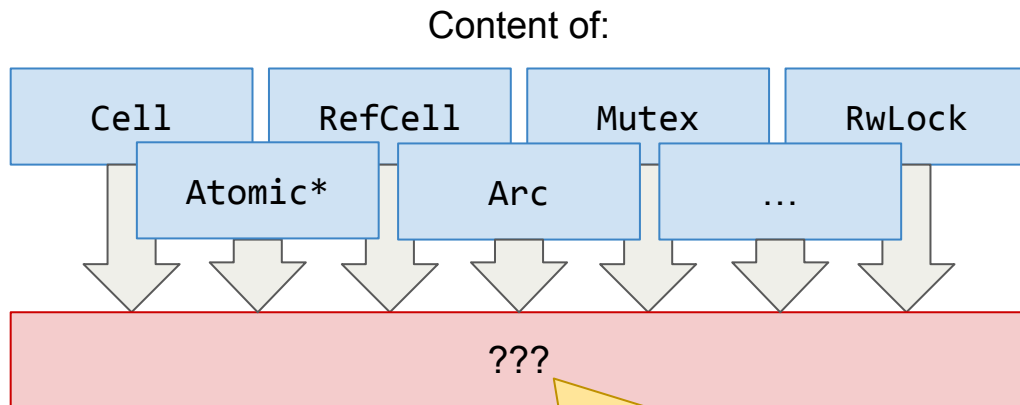 Content of:
Cell RefCell Mutex RwLock
Atomic* Arc ...
???